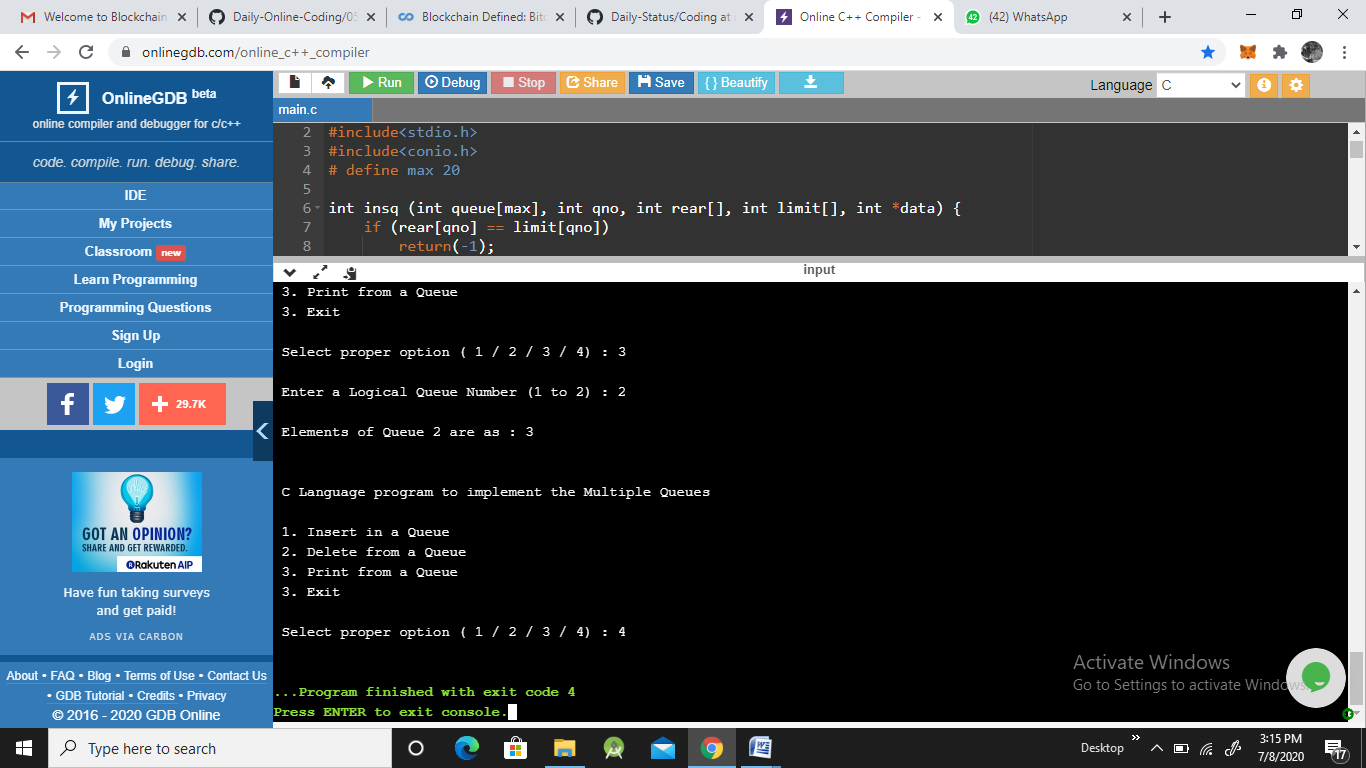 Welcome to Blockchain
Daily-Online-Coding/05
Blockchain Defined: Bit
Daily-Status/Coding at
Online C++ Compiler -
(42) WhatsApp
onlinegdb.com/online_c++_compiler
OnlineGDB beta
online compiler and debugger for c/c++
code. compile. run. debug. share.
IDE
My Projects
Classroom new
Learn Programming
Programming Questions
Sign Up
Login
29.7K
GOT AN OPINION?
SHARE AND GET REWARDED.
Rakuten AIP
Have fun taking surveys
and get paid!
ADS VIA CARBON
About • FAQ • Blog • Terms of Use • Contact Us
• GDB Tutorial • Credits • Privacy
© 2016 - 2020 GDB Online
Run Debug Stop Share Save { } Beautify
Language C
main.c
2 #include<stdio.h>
3 #include<conio.h>
4 # define max 20
5
6 int insq (int queue[max], int qno, int rear[], int limit[], int *data) {
7 if (rear[qno] == limit[qno])
8 return(-1);
input
3. Print from a Queue
3. Exit
Select proper option ( 1 / 2 / 3 / 4) : 3
Enter a Logical Queue Number (1 to 2) : 2
Elements of Queue 2 are as : 3
C Language program to implement the Multiple Queues
1. Insert in a Queue
2. Delete from a Queue
3. Print from a Queue
3. Exit
Select proper option ( 1 / 2 / 3 / 4) : 4
...Program finished with exit code 4
Press ENTER to exit console.
Activate Windows
Go to Settings to activate Windows.
Type here to search
Desktop
3:15 PM
7/8/2020
17